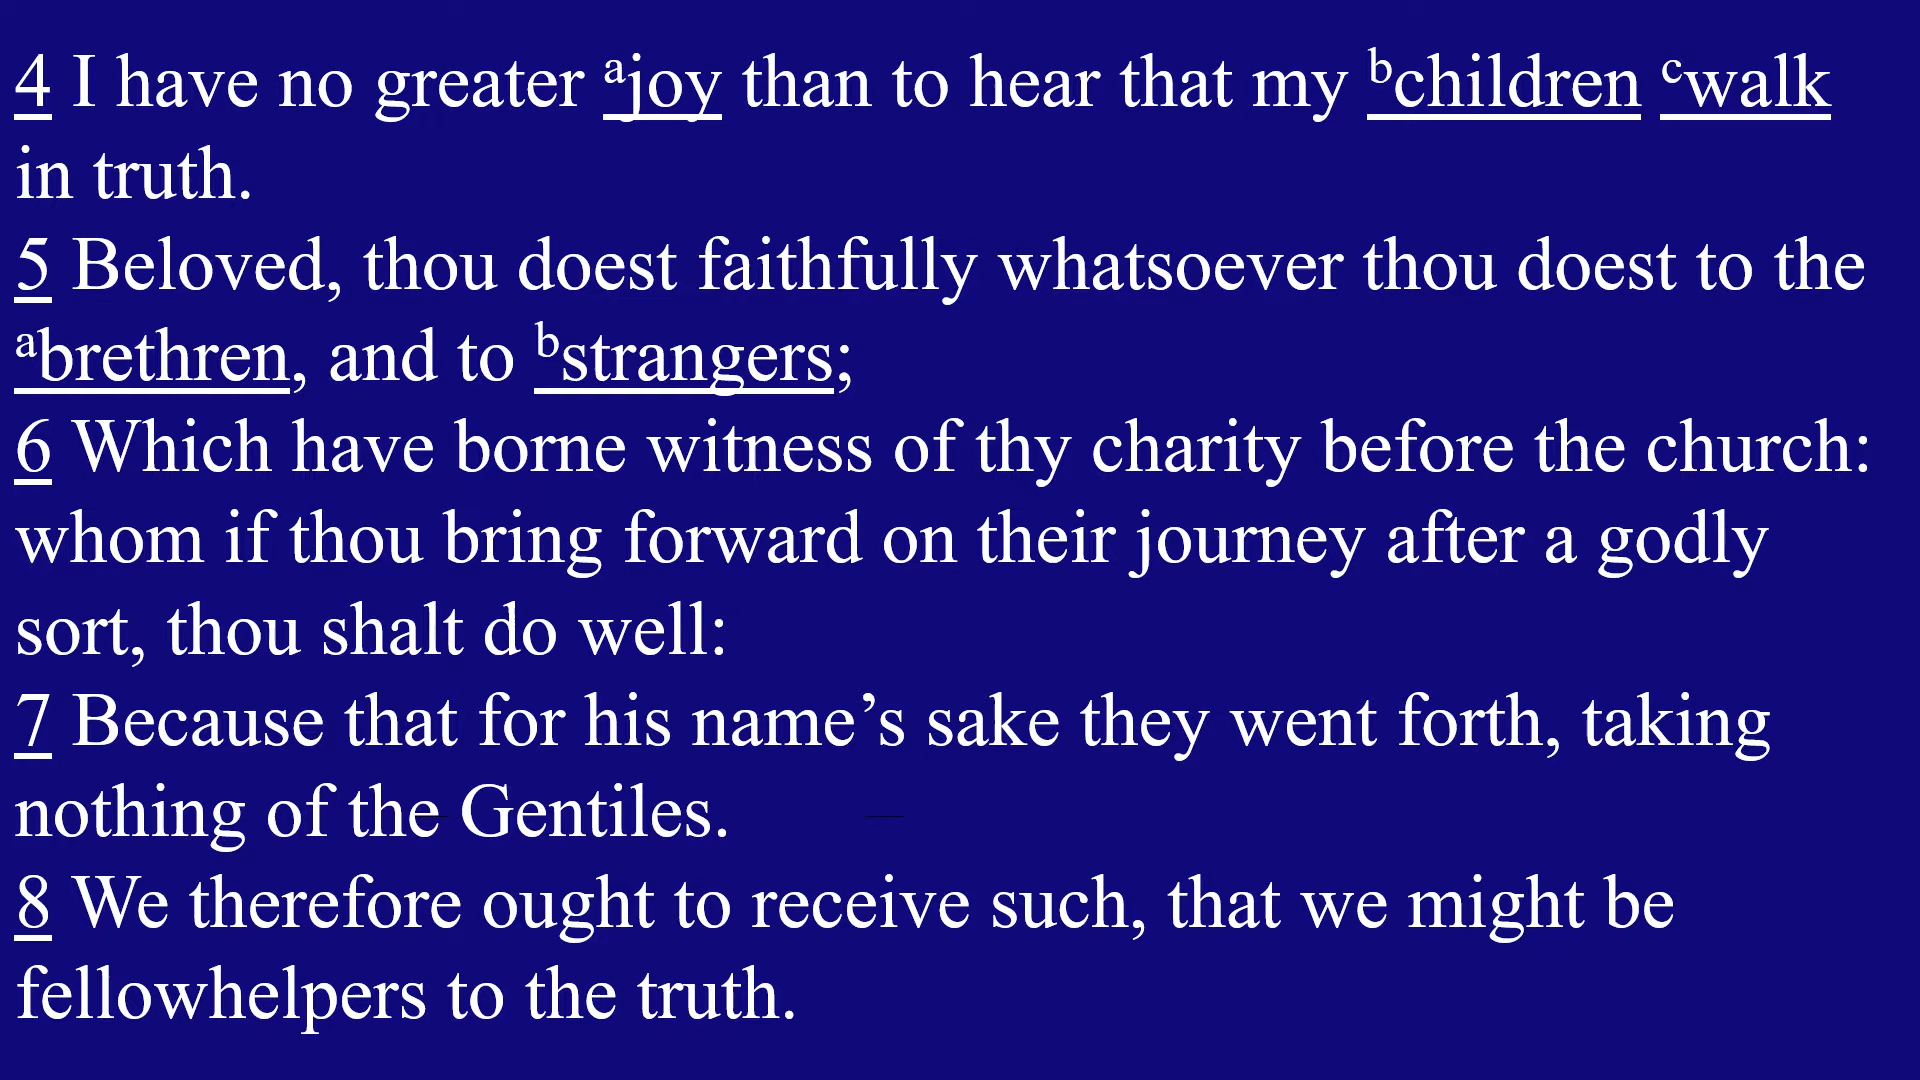 4 I have no greater ajoy than to hear that my bchildren cwalk
in truth.
5 Beloved, thou doest faithfully whatsoever thou doest to the
abrethren, and to bstrangers;
6 Which have borne witness of thy charity before the church:
whom if thou bring forward on their journey after a godly
sort, thou shalt do well:
7 Because that for his name’s sake they went forth, taking
nothing of the Gentiles.
8 We therefore ought to receive such, that we might be
fellowhelpers to the truth.